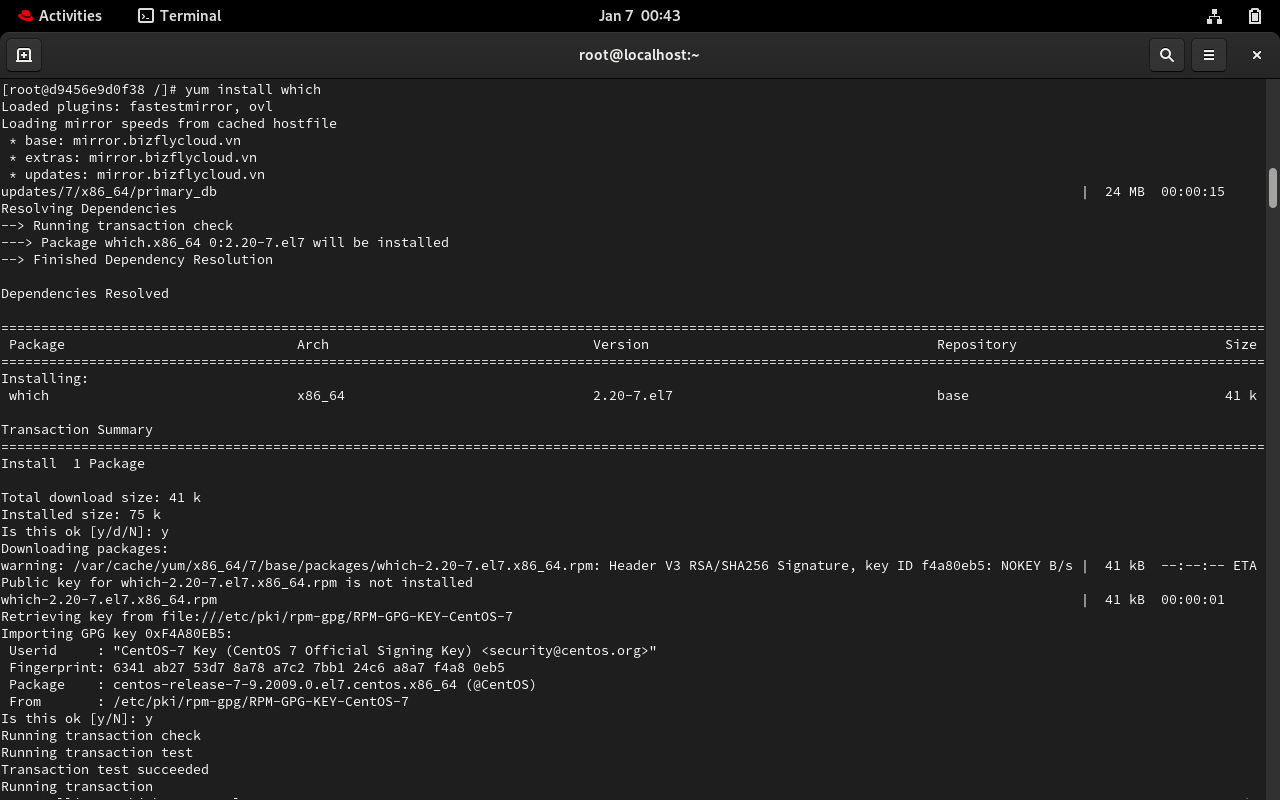 Activities Terminal Jan 7 00:43
root@localhost:~
[root@d9456e9d0f38 /]# yum install which
Loaded plugins: fastestmirror, ovl
Loading mirror speeds from cached hostfile
 * base: mirror.bizflycloud.vn
 * extras: mirror.bizflycloud.vn
 * updates: mirror.bizflycloud.vn
updates/7/x86_64/primary_db | 24 MB 00:00:15
Resolving Dependencies
--> Running transaction check
---> Package which.x86_64 0:2.20-7.el7 will be installed
--> Finished Dependency Resolution
Dependencies Resolved
================================================================================
 Package Arch Version Repository Size
================================================================================
Installing:
 which x86_64 2.20-7.el7 base 41 k
Transaction Summary
================================================================================
Install 1 Package
Total download size: 41 k
Installed size: 75 k
Is this ok [y/d/N]: y
Downloading packages:
warning: /var/cache/yum/x86_64/7/base/packages/which-2.20-7.el7.x86_64.rpm: Header V3 RSA/SHA256 Signature, key ID f4a80eb5: NOKEY B/s | 41 kB --:--:-- ETA
Public key for which-2.20-7.el7.x86_64.rpm is not installed
which-2.20-7.el7.x86_64.rpm | 41 kB 00:00:01
Retrieving key from file:///etc/pki/rpm-gpg/RPM-GPG-KEY-CentOS-7
Importing GPG key 0xF4A80EB5:
 Userid : "CentOS-7 Key (CentOS 7 Official Signing Key) <security@centos.org>"
 Fingerprint: 6341 ab27 53d7 8a78 a7c2 7bb1 24c6 a8a7 f4a8 0eb5
 Package : centos-release-7-9.2009.0.el7.centos.x86_64 (@CentOS)
 From : /etc/pki/rpm-gpg/RPM-GPG-KEY-CentOS-7
Is this ok [y/N]: y
Running transaction check
Running transaction test
Transaction test succeeded
Running transaction